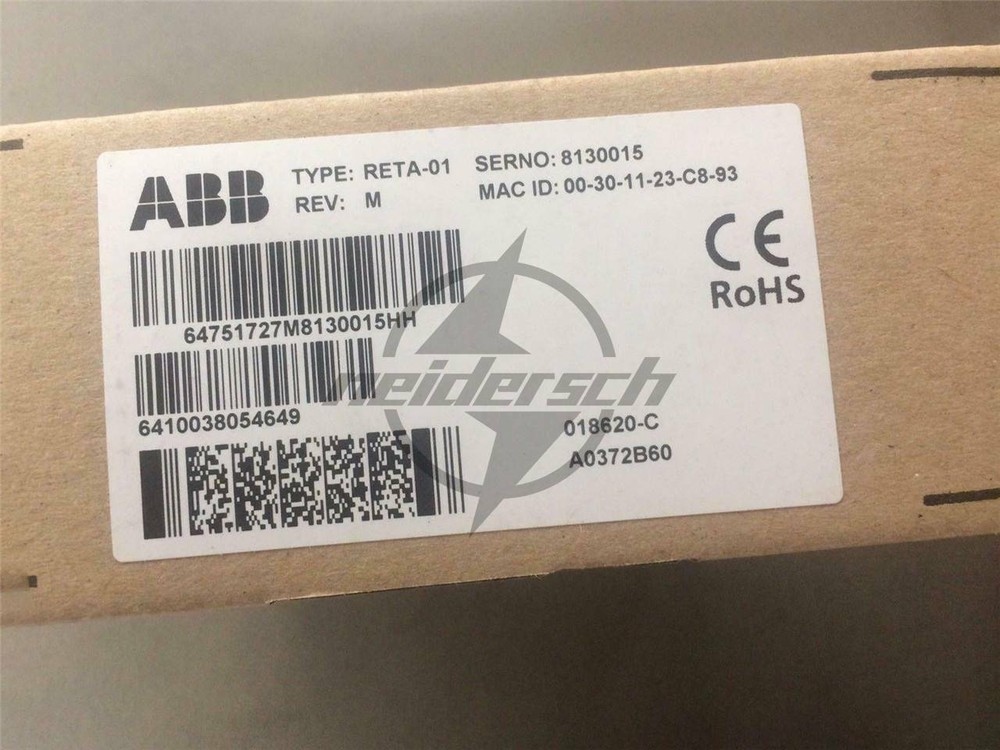 ABB
TYPE: RETA-01 SERNO: 8130015
REV: M MAC ID: 00-30-11-23-C8-93
CE
RoHS
64751727M8130015HH
neidersch
6410038054649
018620-C
A0372B60